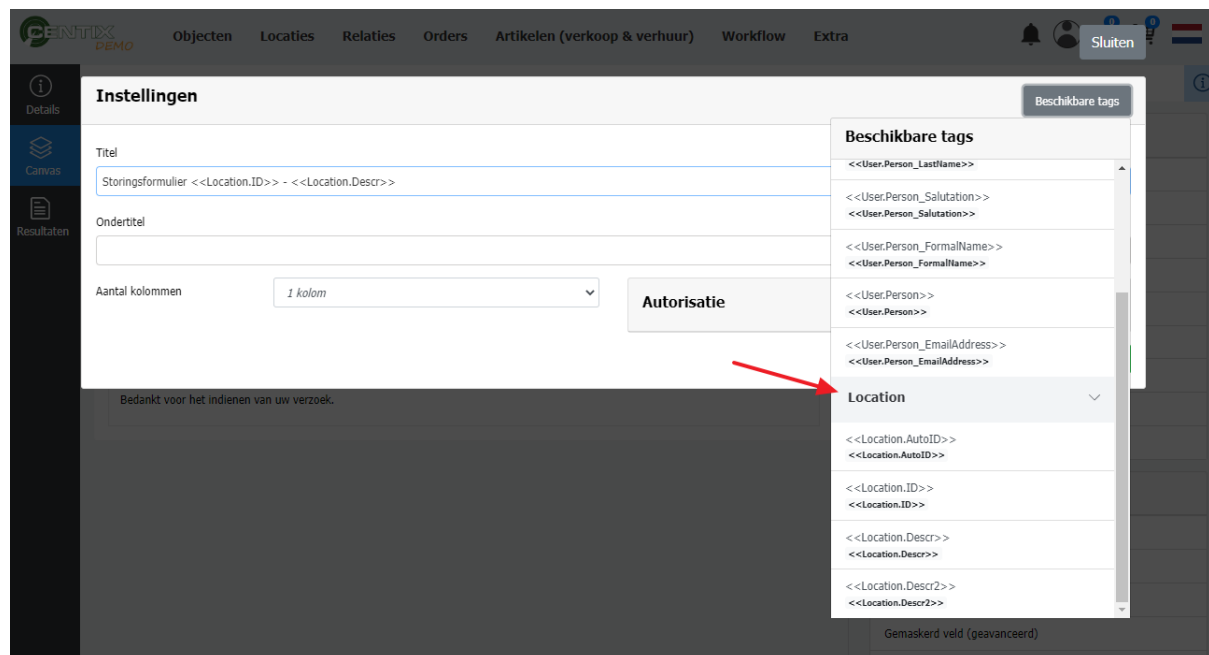 CENTIX
DEMO
Objecten Locaties Relaties Orders Artikelen (verkoop & verhuur) Workflow Extra
0 0
Sluiten
Details
Canvas
Resultaten
Instellingen
Beschikbare tags
Titel
Storingsformulier <<Location.ID>> - <<Location.Descr>>
Ondertitel
Aantal kolommen
1 kolom
Autorisatie
Bedankt voor het indienen van uw verzoek.
Beschikbare tags
<<User.Person_LastName>>
<<User.Person_Salutation>>
<<User.Person_Salutation>>
<<User.Person_FormalName>>
<<User.Person_FormalName>>
<<User.Person>>
<<User.Person>>
<<User.Person_EmailAddress>>
<<User.Person_EmailAddress>>
Location
<<Location.AutoID>>
<<Location.AutoID>>
<<Location.ID>>
<<Location.ID>>
<<Location.Descr>>
<<Location.Descr>>
<<Location.Descr2>>
<<Location.Descr2>>
Gemaskerd veld (geavanceerd)